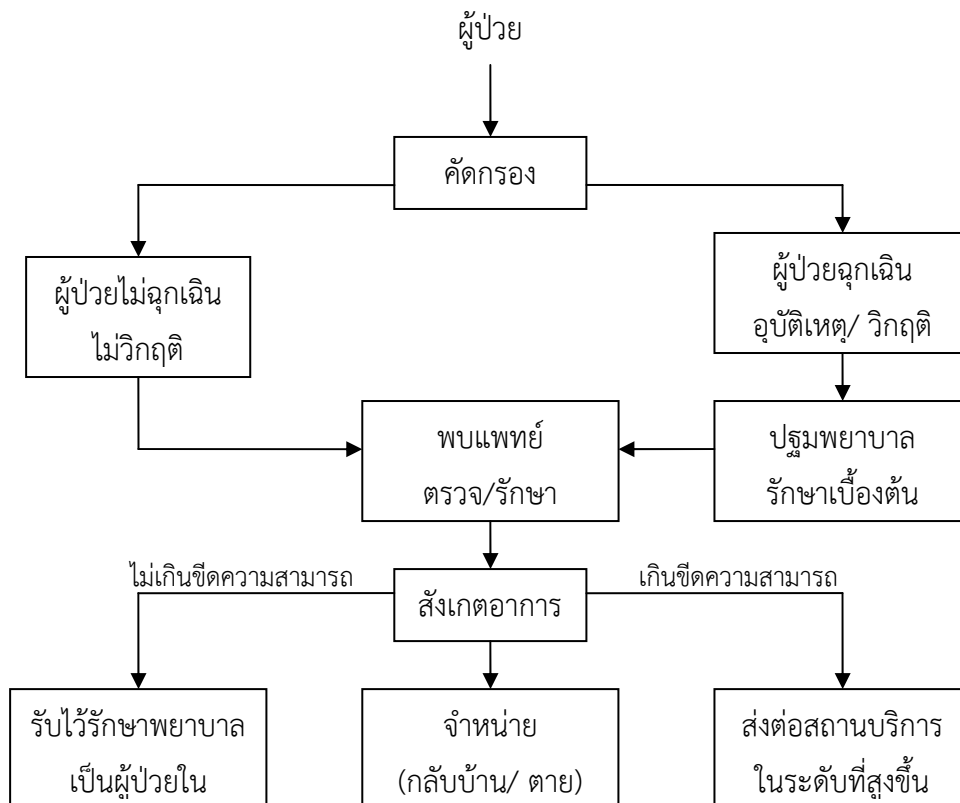 ผู้ป่วย
คัดกรอง
ผู้ป่วยไม่ฉุกเฉิน
ไม่วิกฤติ
ผู้ป่วยฉุกเฉิน
อุบัติเหตุ/ วิกฤติ
พบแพทย์
ตรวจ/รักษา
ปฐมพยาบาล
รักษาเบื้องต้น
ไม่เกินขีดความสามารถ
สังเกตอาการ
เกินขีดความสามารถ
รับไว้รักษาพยาบาล
เป็นผู้ป่วยใน
จำหน่าย
(กลับบ้าน/ ตาย)
ส่งต่อสถานบริการ
ในระดับที่สูงขึ้น